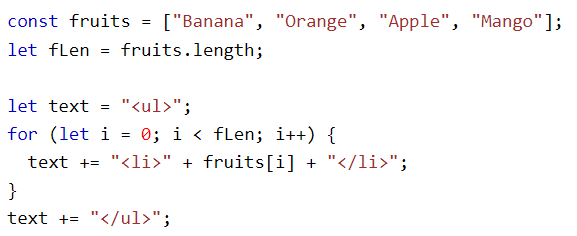 const fruits = ["Banana", "Orange", "Apple", "Mango"];
let fLen = fruits.length;

let text = "<ul>";
for (let i = 0; i < fLen; i++) {
  text += "<li>" + fruits[i] + "</li>";
}
text += "</ul>";